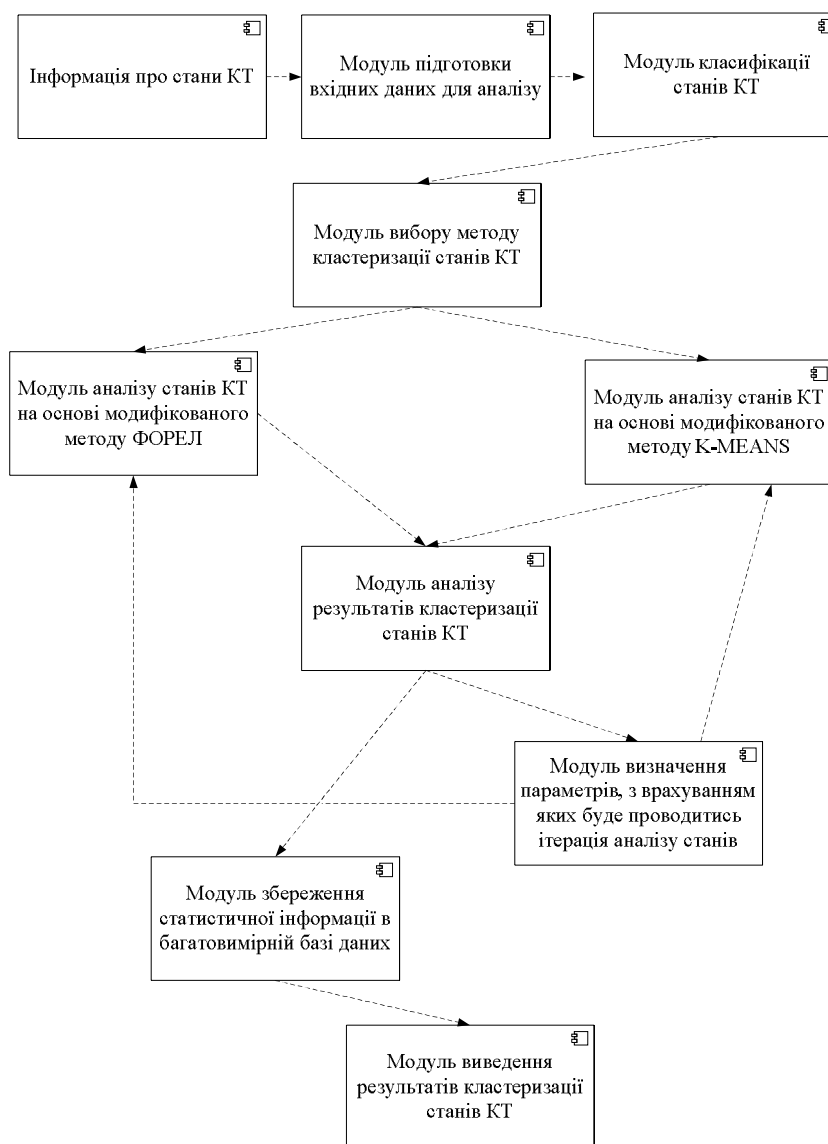 Інформація про стани КТ
Модуль підготовки
вхідних даних для аналізу
Модуль класифікації
станів КТ
Модуль вибору методу
кластеризації станів КТ
Модуль аналізу станів КТ
на основі модифікованого
методу ФОРЕЛ
Модуль аналізу станів КТ
на основі модифікованого
методу K-MEANS
Модуль аналізу
результатів кластеризації
станів КТ
Модуль визначення
параметрів, з врахуванням
яких буде проводитись
ітерація аналізу станів
Модуль збереження
статистичної інформації в
багатовимірній базі даних
Модуль виведення
результатів кластеризації
станів КТ